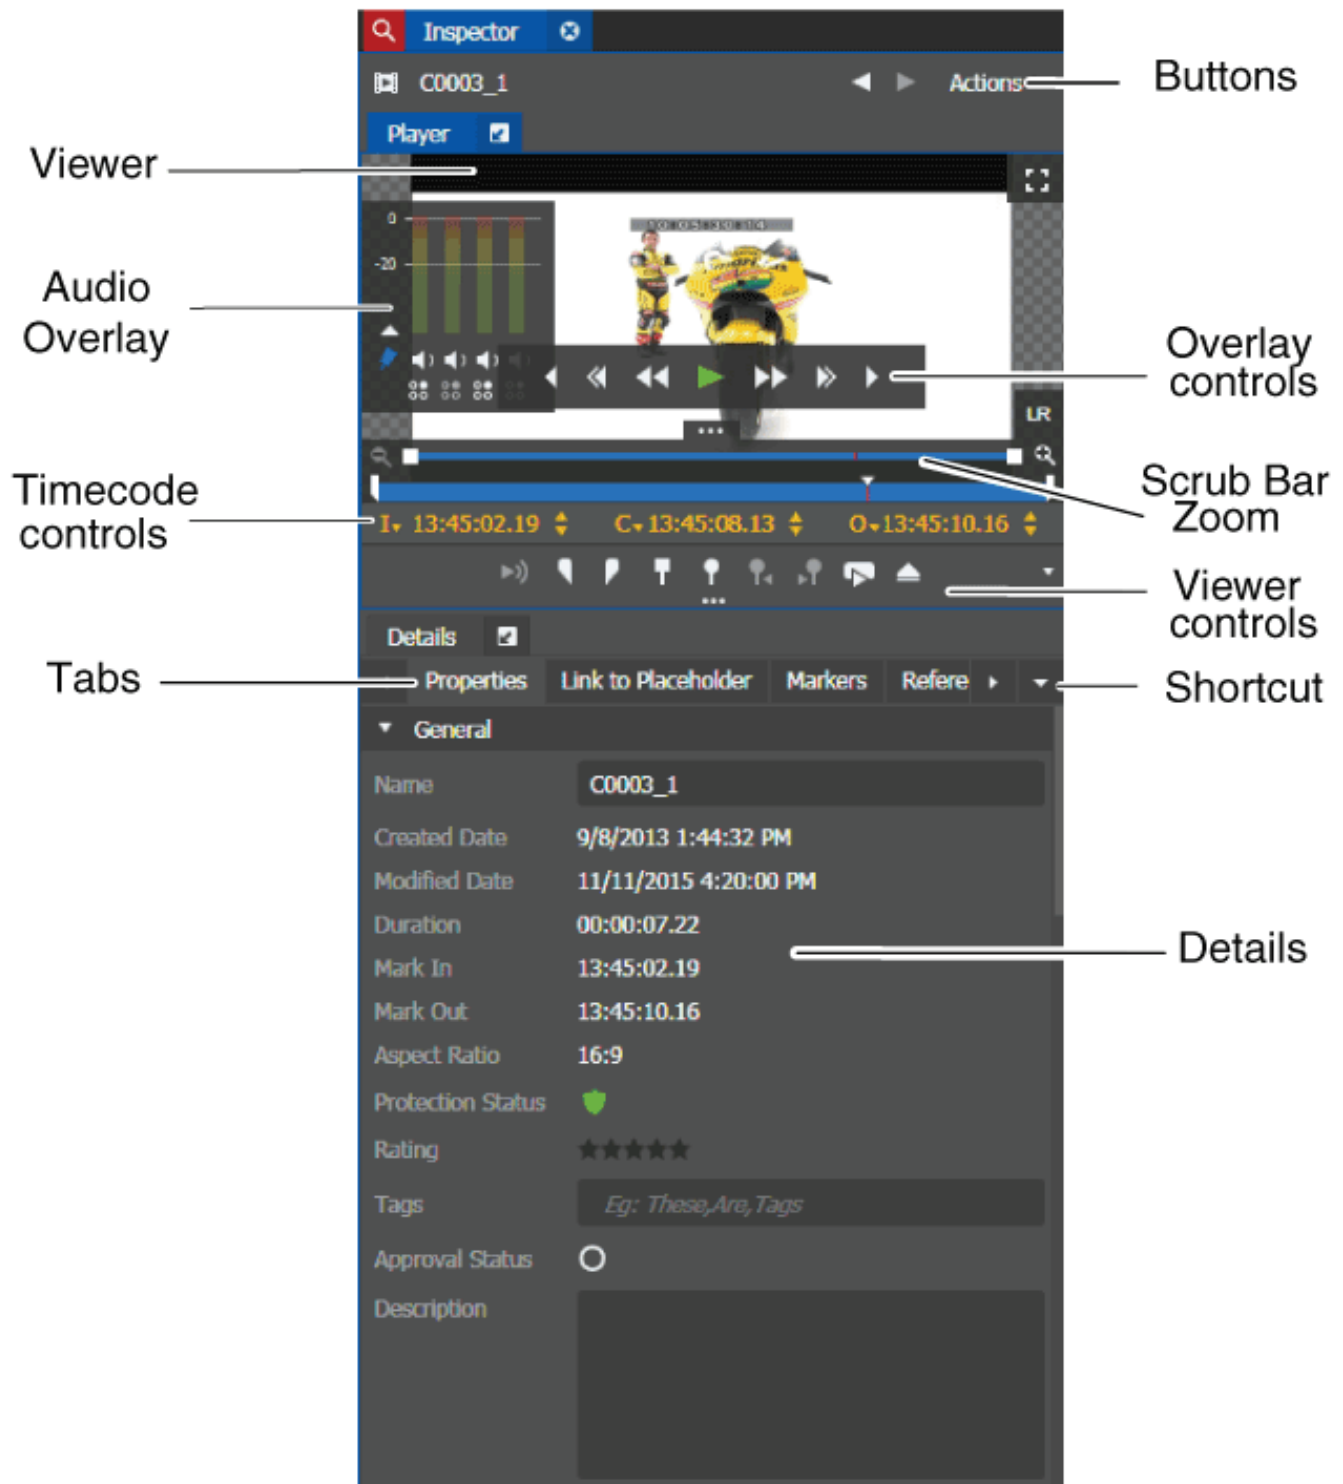 Inspector
C0003_1
Actions
Buttons
Player
Viewer
0
-20
10:05:30:14
Audio
Overlay
Overlay
controls
LR
Scrub Bar
Zoom
Timecode
controls
I 13:45:02.19
C 13:45:08.13
O 13:45:10.16
Viewer
controls
Details
Tabs
Properties
Link to Placeholder
Markers
Refere
Shortcut
General
Name
C0003_1
Created Date
9/8/2013 1:44:32 PM
Modified Date
11/11/2015 4:20:00 PM
Duration
00:00:07.22
Details
Mark In
13:45:02.19
Mark Out
13:45:10.16
Aspect Ratio
16:9
Protection Status
Rating
Tags
Eg: These,Are,Tags
Approval Status
Description